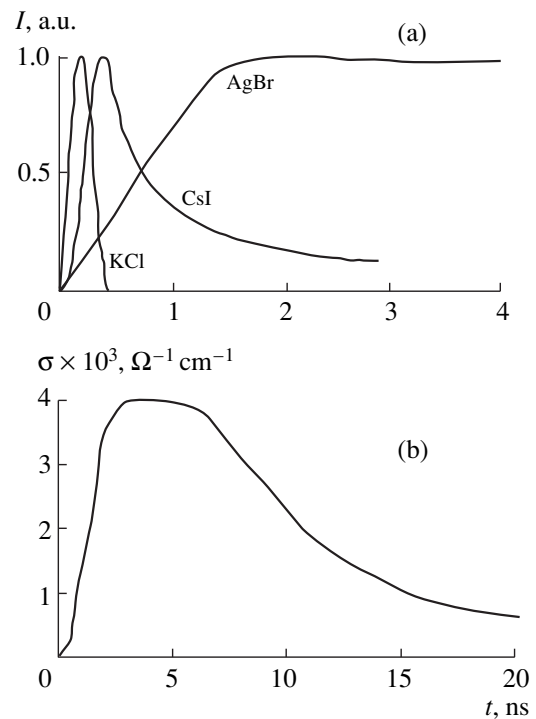 I, a.u.
(a)
1.0
AgBr
0.5
CsI
KCl
0 1 2 3 4
σ × 10³, Ω⁻¹ cm⁻¹
4
(b)
3
2
1
0 5 10 15 20
t, ns